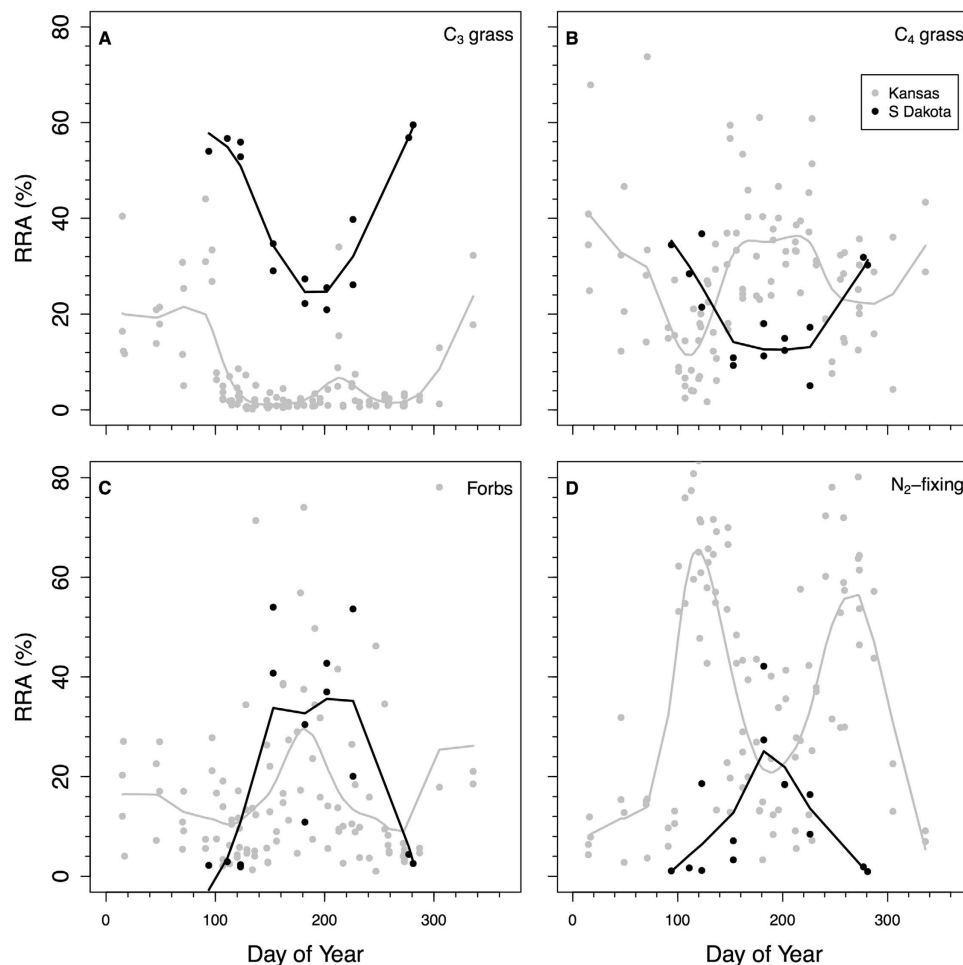 A
C3 grass
B
C4 grass
Kansas
S Dakota
80
60
40
20
0
RRA (%)
C
Forbs
D
N2–fixing
80
60
40
20
0
RRA (%)
0 100 200 300
0 100 200 300
Day of Year
Day of Year